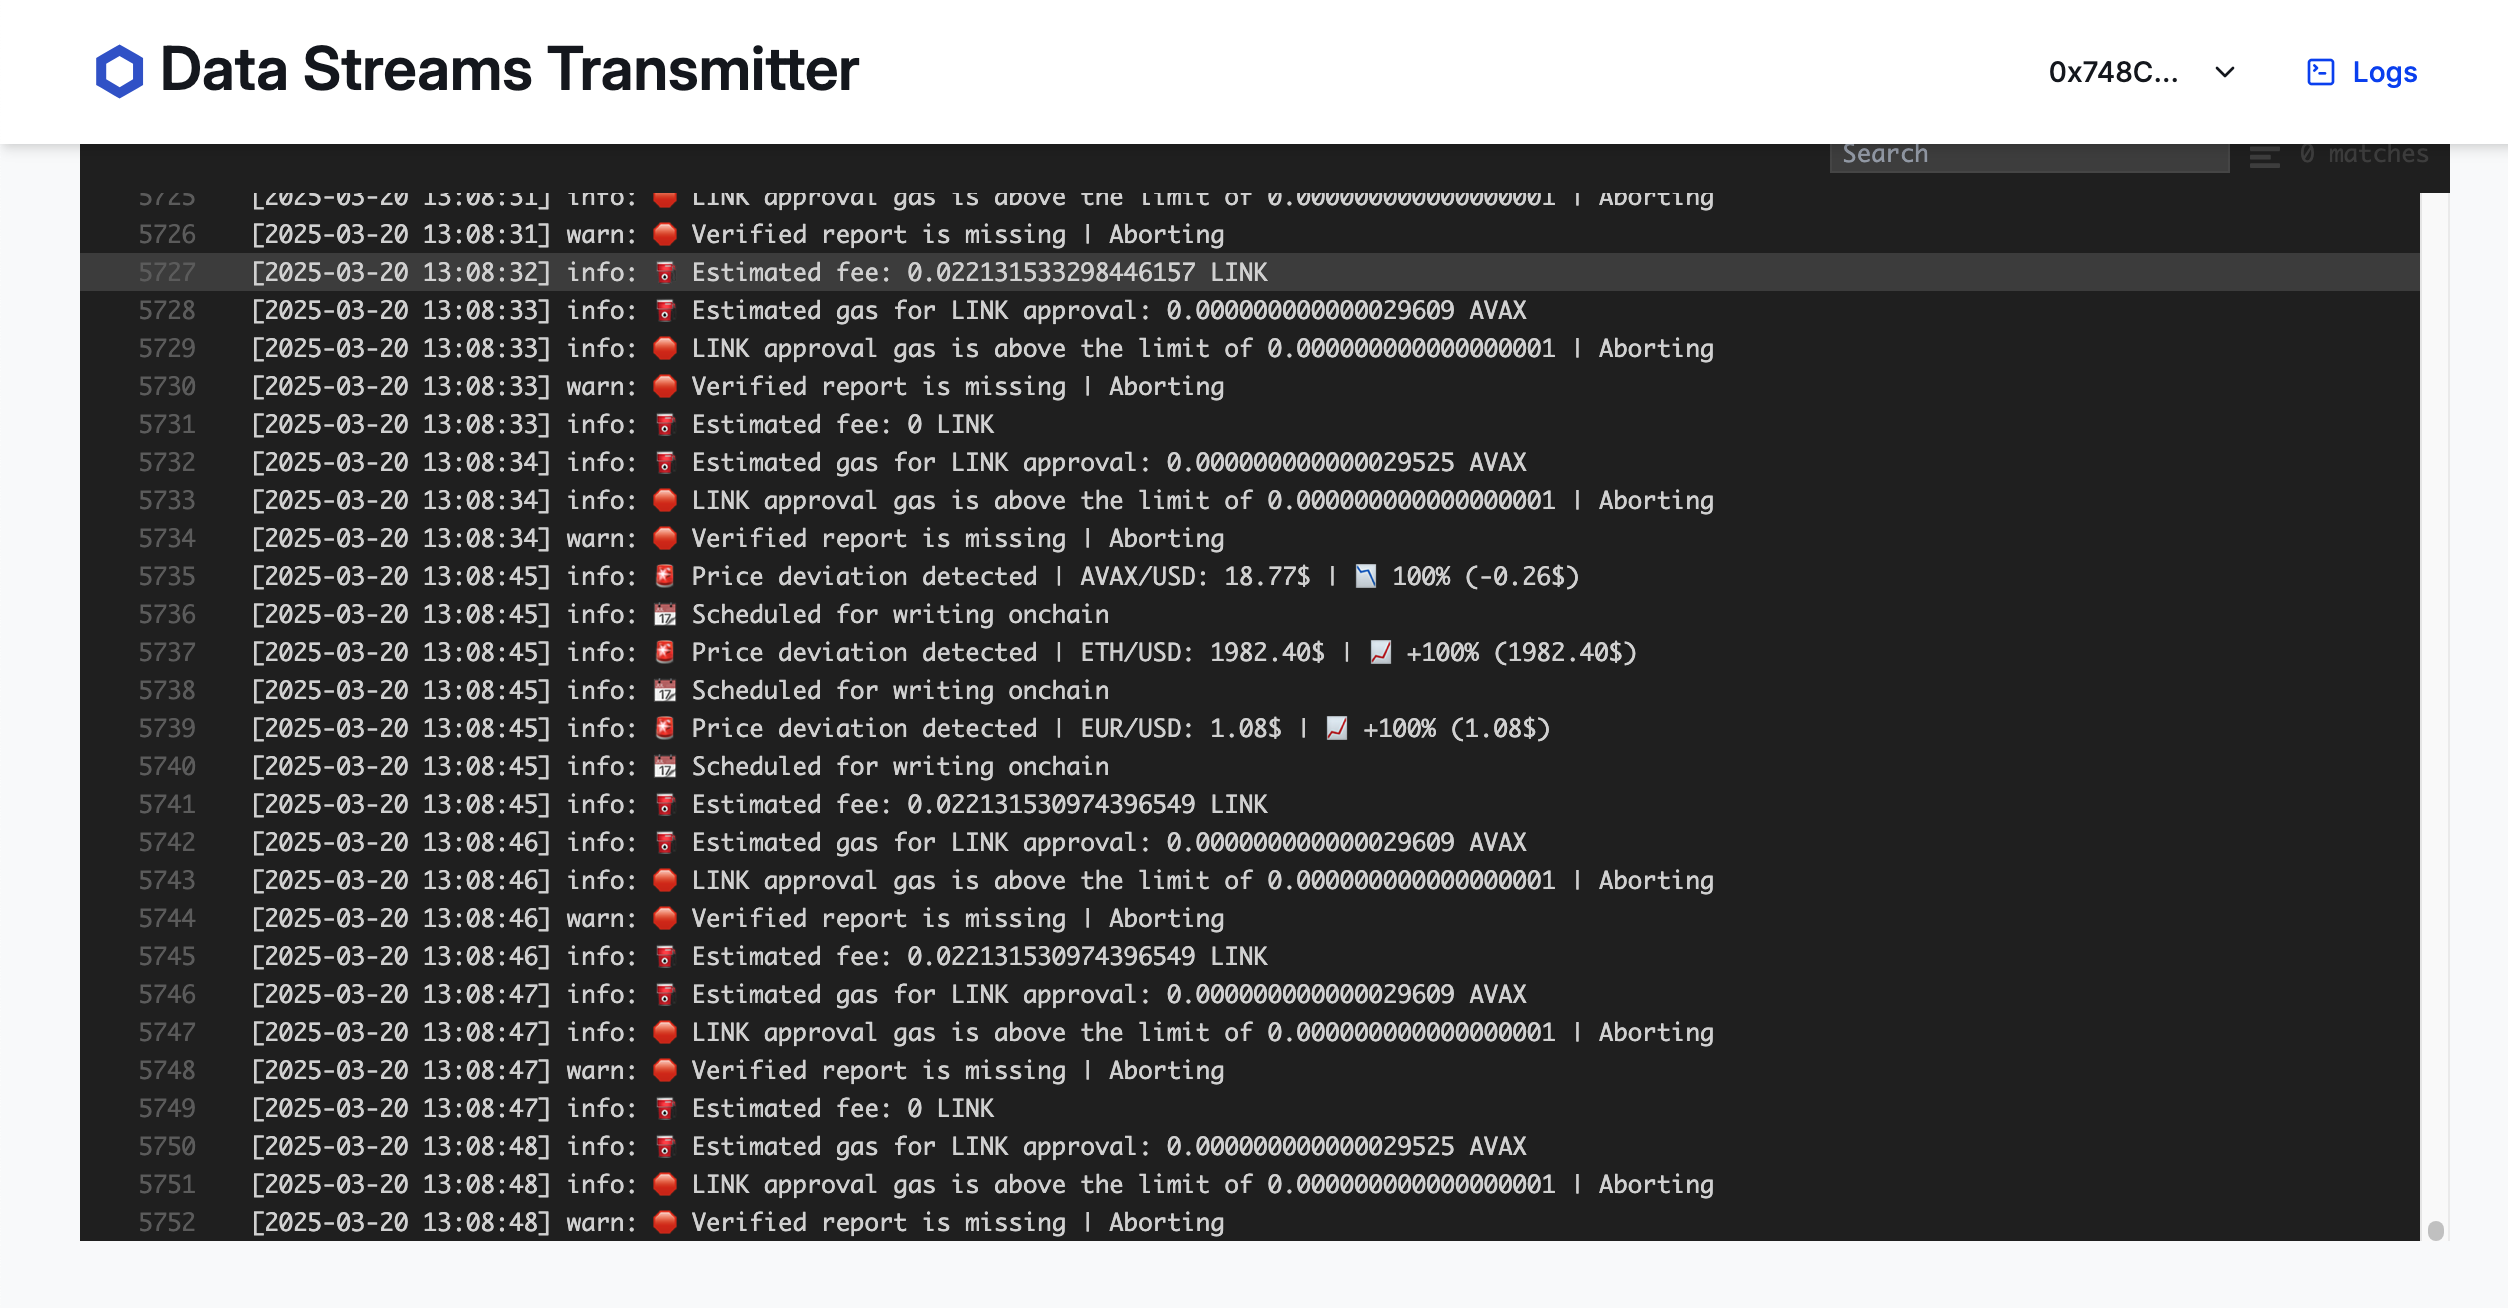 Data Streams Transmitter
0x748C...
Logs
Search
0 matches
5725 [2025-03-20 13:08:31] info: 🛑 LINK approval gas is above the limit of 0.000000000000000001 | Aborting
5726 [2025-03-20 13:08:31] warn: 🛑 Verified report is missing | Aborting
5727 [2025-03-20 13:08:32] info: ⛽️ Estimated fee: 0.022131533298446157 LINK
5728 [2025-03-20 13:08:33] info: ⛽️ Estimated gas for LINK approval: 0.000000000000029609 AVAX
5729 [2025-03-20 13:08:33] info: 🛑 LINK approval gas is above the limit of 0.000000000000000001 | Aborting
5730 [2025-03-20 13:08:33] warn: 🛑 Verified report is missing | Aborting
5731 [2025-03-20 13:08:33] info: ⛽️ Estimated fee: 0 LINK
5732 [2025-03-20 13:08:34] info: ⛽️ Estimated gas for LINK approval: 0.000000000000029525 AVAX
5733 [2025-03-20 13:08:34] info: 🛑 LINK approval gas is above the limit of 0.000000000000000001 | Aborting
5734 [2025-03-20 13:08:34] warn: 🛑 Verified report is missing | Aborting
5735 [2025-03-20 13:08:45] info: 🚨 Price deviation detected | AVAX/USD: 18.77$ | 📉 100% (-0.26$)
5736 [2025-03-20 13:08:45] info: 📆 Scheduled for writing onchain
5737 [2025-03-20 13:08:45] info: 🚨 Price deviation detected | ETH/USD: 1982.40$ | 📈 +100% (1982.40$)
5738 [2025-03-20 13:08:45] info: 📆 Scheduled for writing onchain
5739 [2025-03-20 13:08:45] info: 🚨 Price deviation detected | EUR/USD: 1.08$ | 📈 +100% (1.08$)
5740 [2025-03-20 13:08:45] info: 📆 Scheduled for writing onchain
5741 [2025-03-20 13:08:45] info: ⛽️ Estimated fee: 0.022131530974396549 LINK
5742 [2025-03-20 13:08:46] info: ⛽️ Estimated gas for LINK approval: 0.000000000000029609 AVAX
5743 [2025-03-20 13:08:46] info: 🛑 LINK approval gas is above the limit of 0.000000000000000001 | Aborting
5744 [2025-03-20 13:08:46] warn: 🛑 Verified report is missing | Aborting
5745 [2025-03-20 13:08:46] info: ⛽️ Estimated fee: 0.022131530974396549 LINK
5746 [2025-03-20 13:08:47] info: ⛽️ Estimated gas for LINK approval: 0.000000000000029609 AVAX
5747 [2025-03-20 13:08:47] info: 🛑 LINK approval gas is above the limit of 0.000000000000000001 | Aborting
5748 [2025-03-20 13:08:47] warn: 🛑 Verified report is missing | Aborting
5749 [2025-03-20 13:08:47] info: ⛽️ Estimated fee: 0 LINK
5750 [2025-03-20 13:08:48] info: ⛽️ Estimated gas for LINK approval: 0.000000000000029525 AVAX
5751 [2025-03-20 13:08:48] info: 🛑 LINK approval gas is above the limit of 0.000000000000000001 | Aborting
5752 [2025-03-20 13:08:48] warn: 🛑 Verified report is missing | Aborting